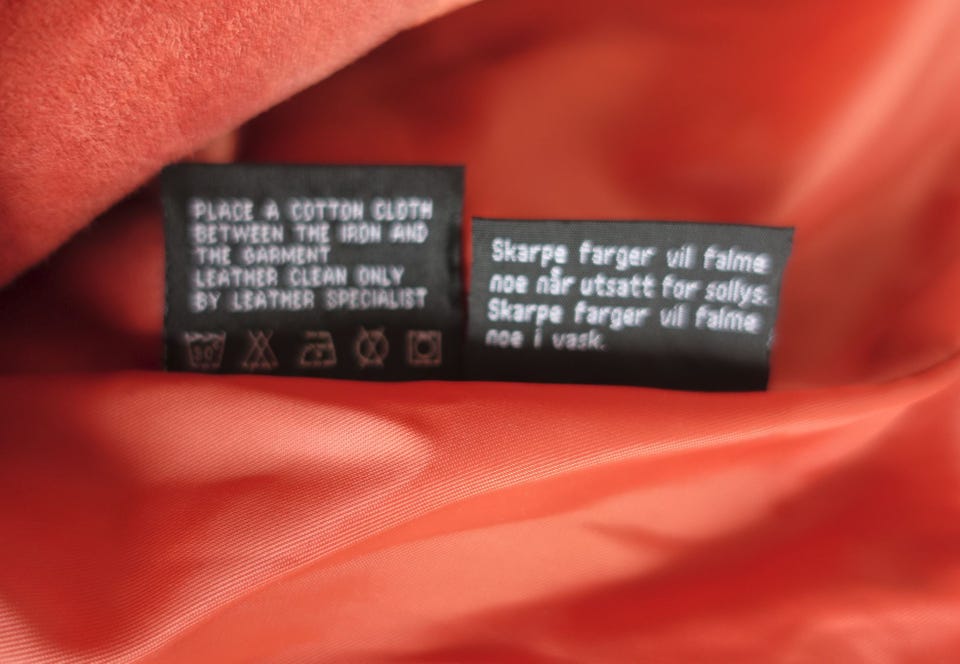 PLACE A COTTON CLOTH
BETWEEN THE IRON AND
THE GARMENT
LEATHER CLEAN ONLY
BY LEATHER SPECIALIST
30°
Skarpe farger vil falme
noe når utsatt for sollys.
Skarpe farger vil falme
noe i vask.